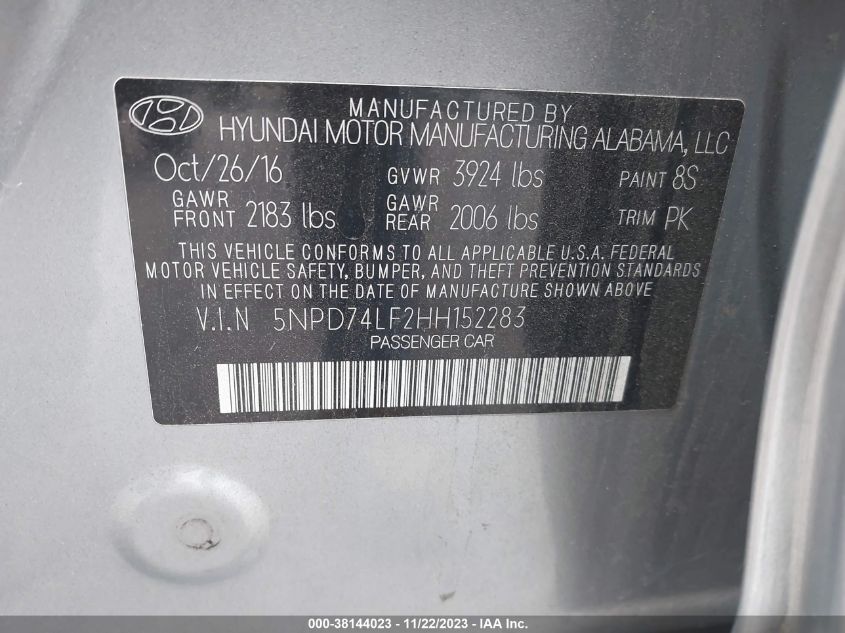 MANUFACTURED BY
HYUNDAI MOTOR MANUFACTURING ALABAMA, LLC
Oct/26/16 GVWR 3924 lbs PAINT 8S
GAWR FRONT 2183 lbs GAWR REAR 2006 lbs TRIM PK
THIS VEHICLE CONFORMS TO ALL APPLICABLE U.S.A. FEDERAL
MOTOR VEHICLE SAFETY, BUMPER, AND THEFT PREVENTION STANDARDS
IN EFFECT ON THE DATE OF MANUFACTURE SHOWN ABOVE
V.I.N 5NPD74LF2HH152283
PASSENGER CAR
000-38144023 - 11/22/2023 - IAA Inc.